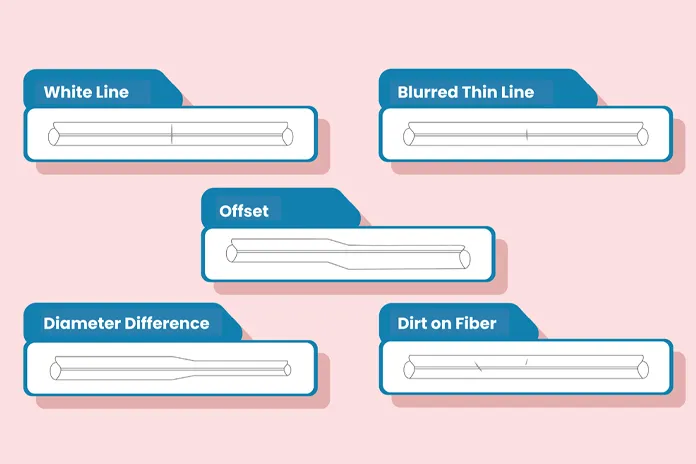 White Line
Blurred Thin Line
Offset
Diameter Difference
Dirt on Fiber